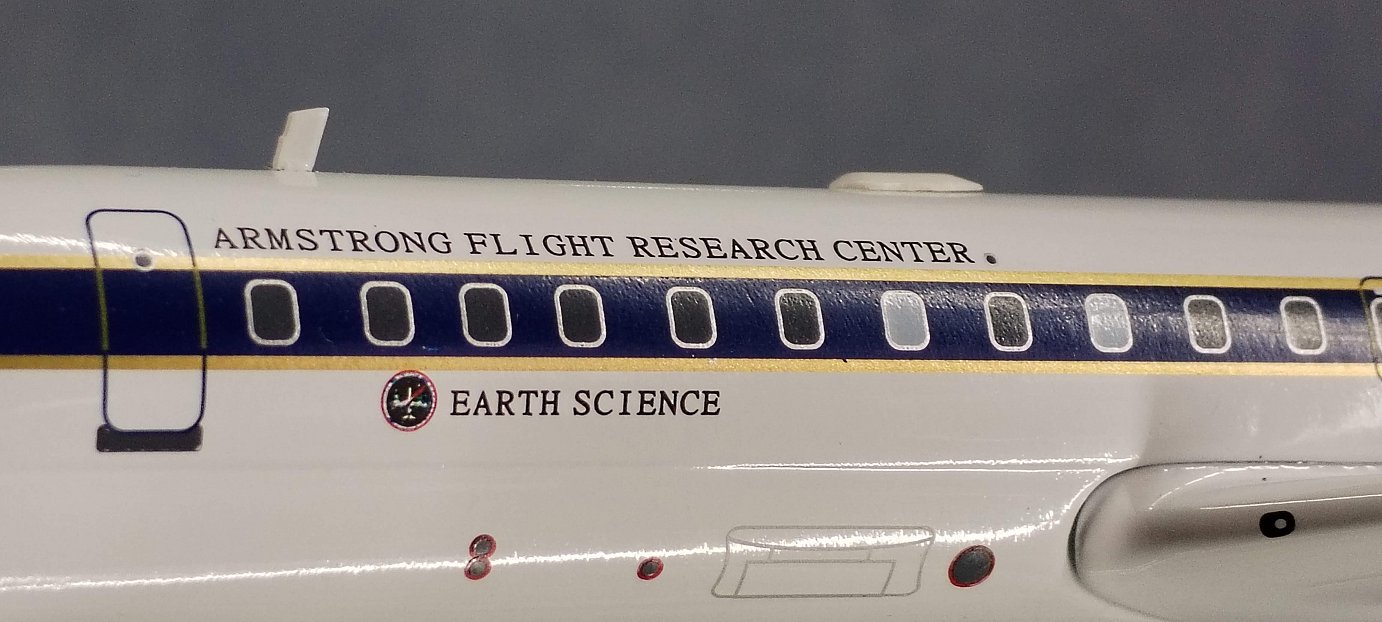 ARMSTRONG FLIGHT RESEARCH CENTER
EARTH SCIENCE